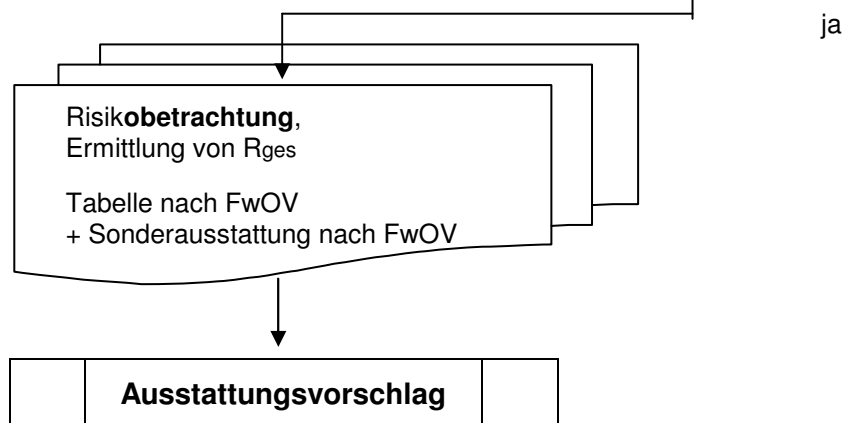 ja
Risikobetrachtung,
Ermittlung von Rges
Tabelle nach FwOV
+ Sonderausstattung nach FwOV
Ausstattungsvorschlag